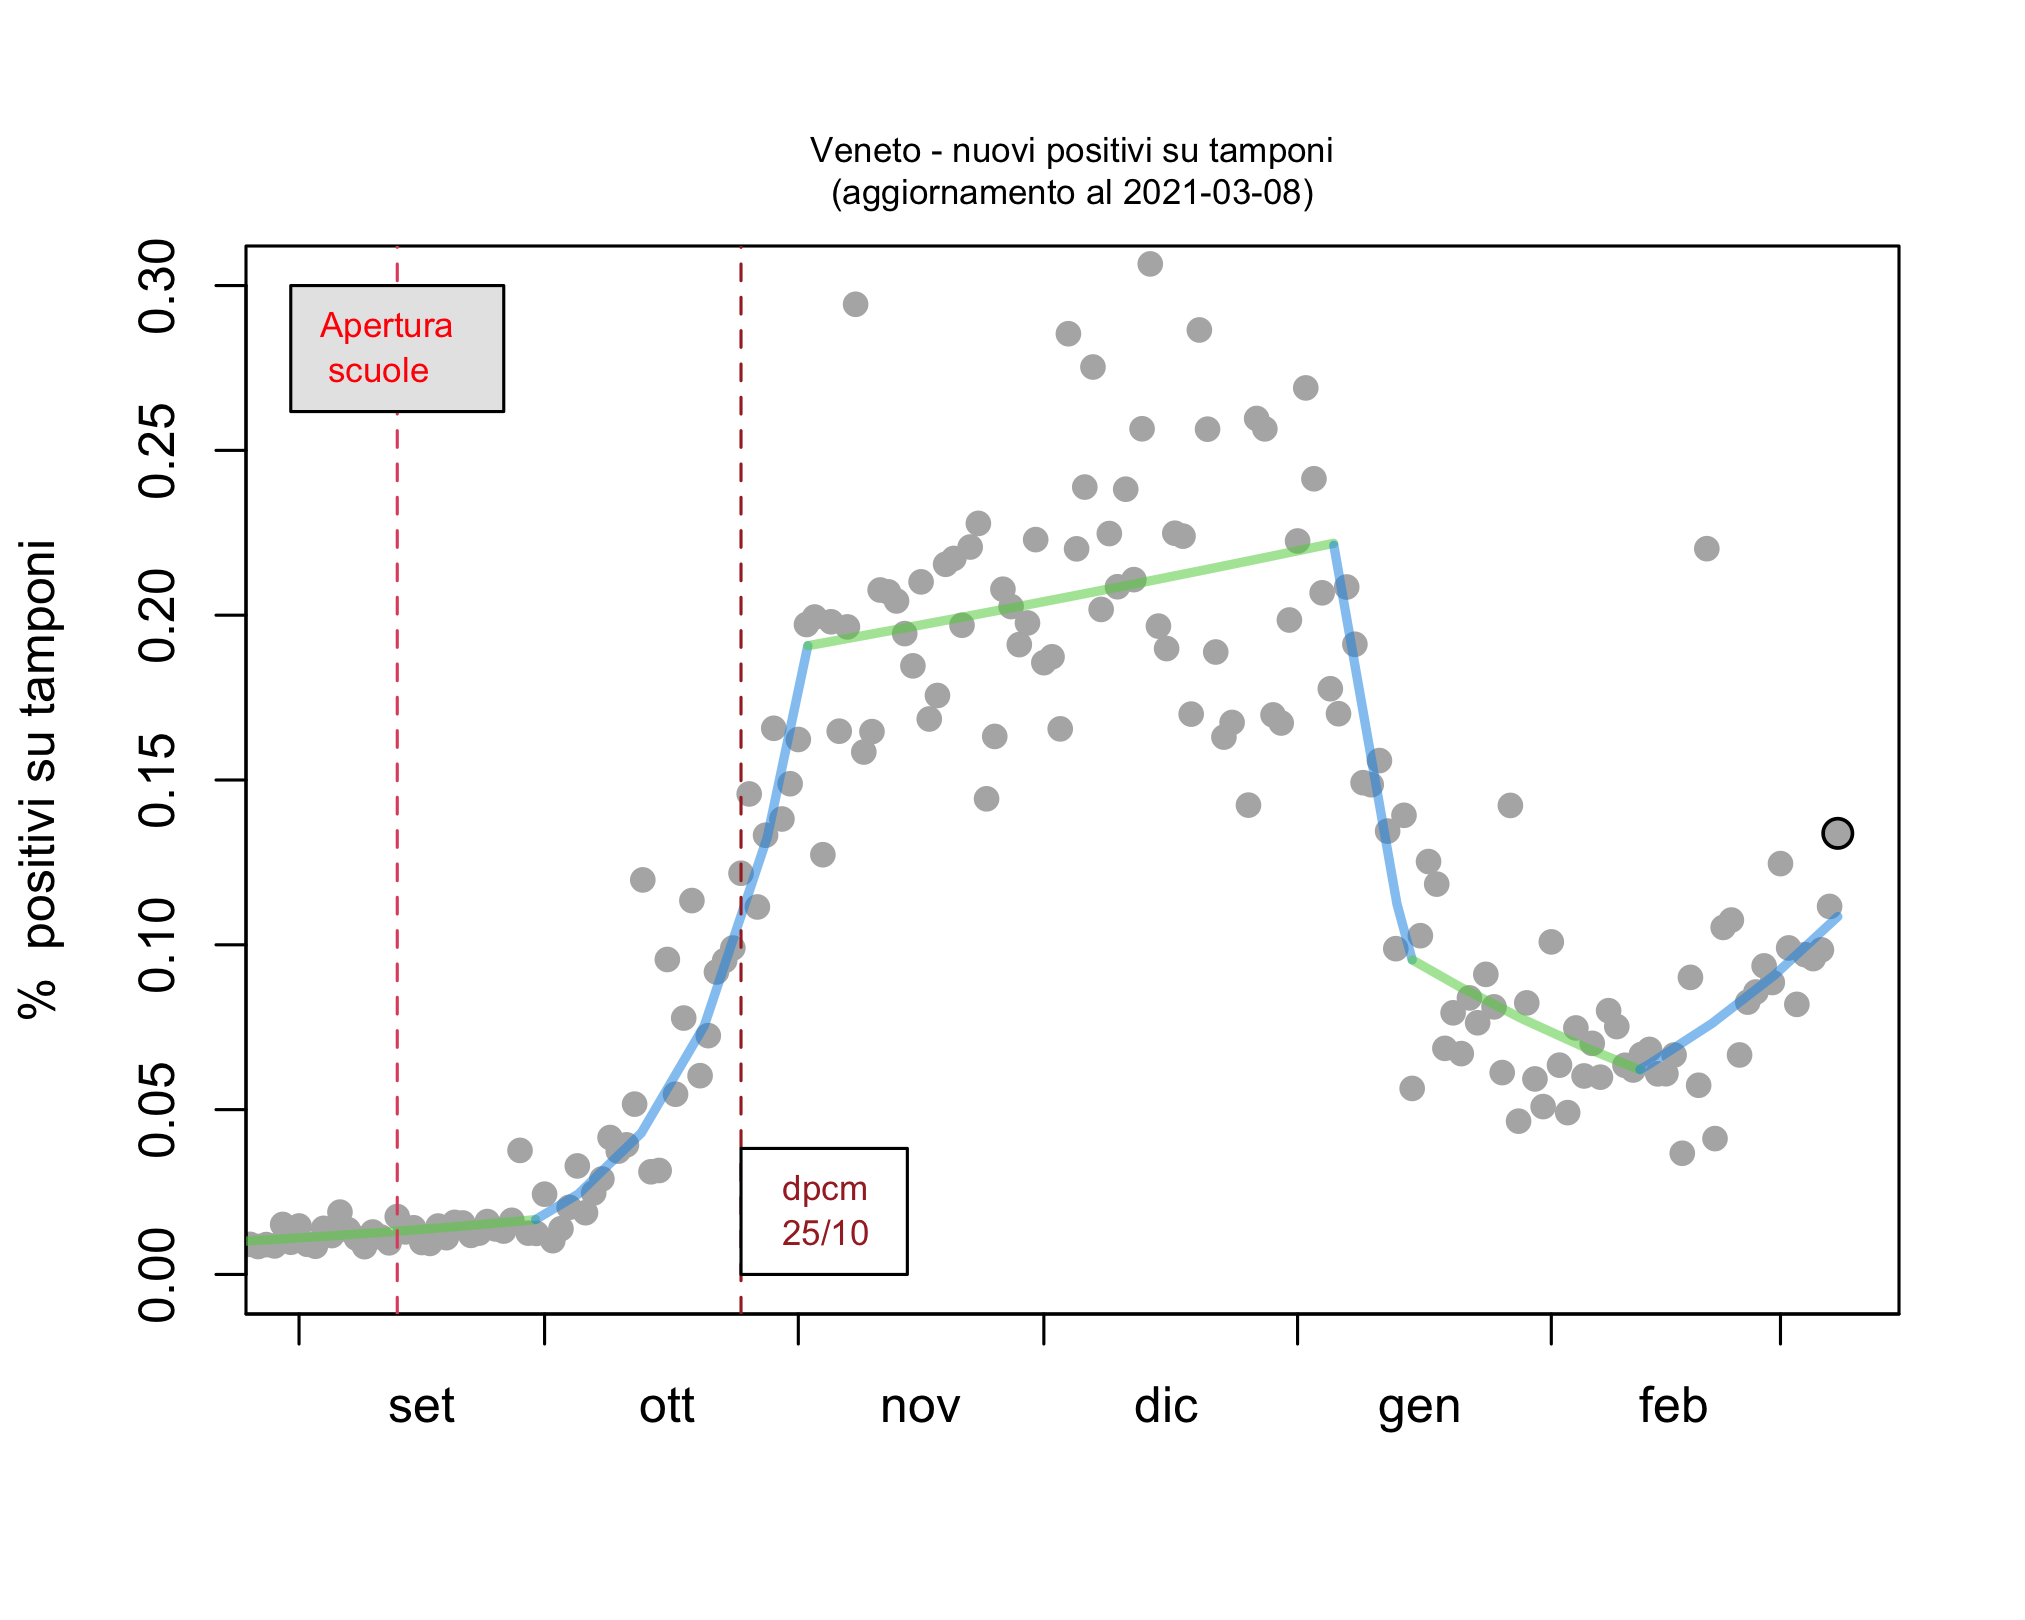 Veneto - nuovi positivi su tamponi
(aggiornamento al 2021-03-08)
% positivi su tamponi
0.30
0.25
0.20
0.15
0.10
0.05
0.00
Apertura
scuole
dpcm
25/10
set ott nov dic gen feb